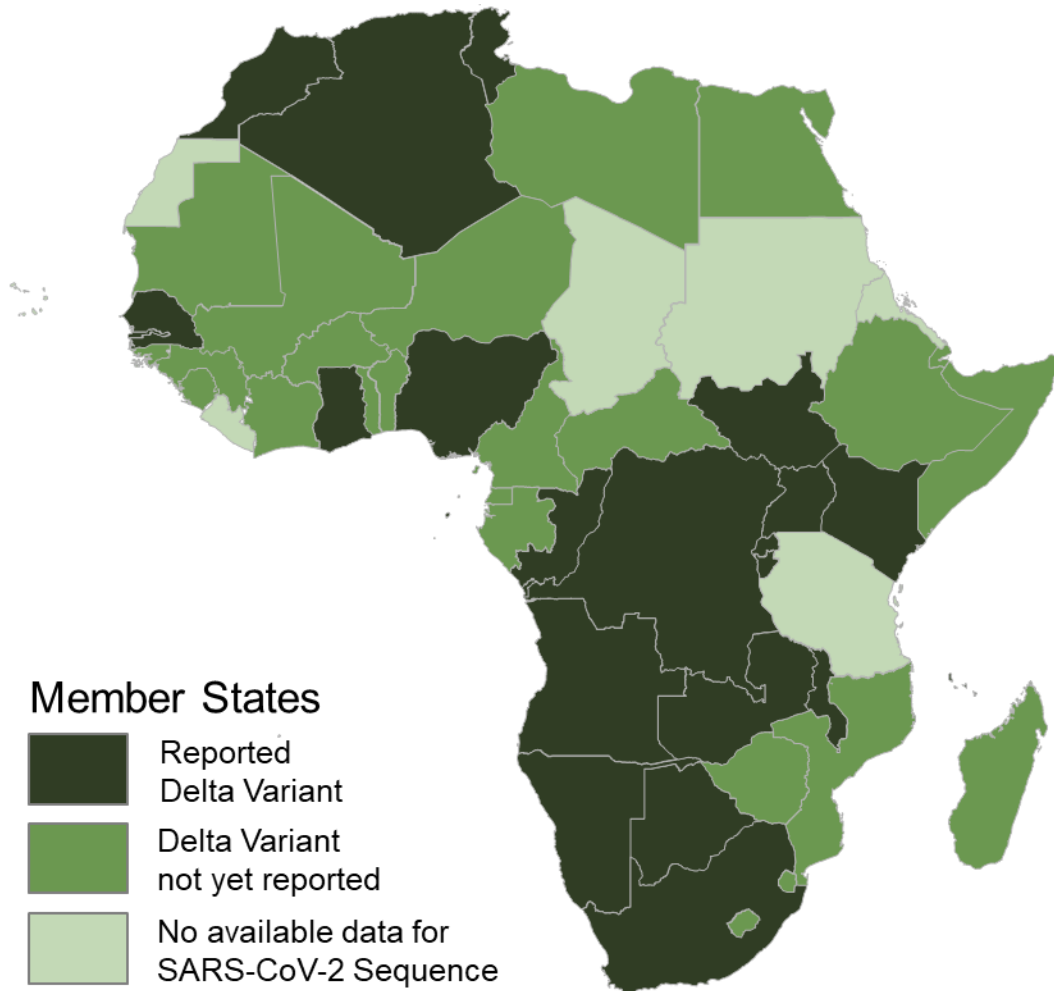 Member States
Reported
Delta Variant
Delta Variant
not yet reported
No available data for
SARS-CoV-2 Sequence